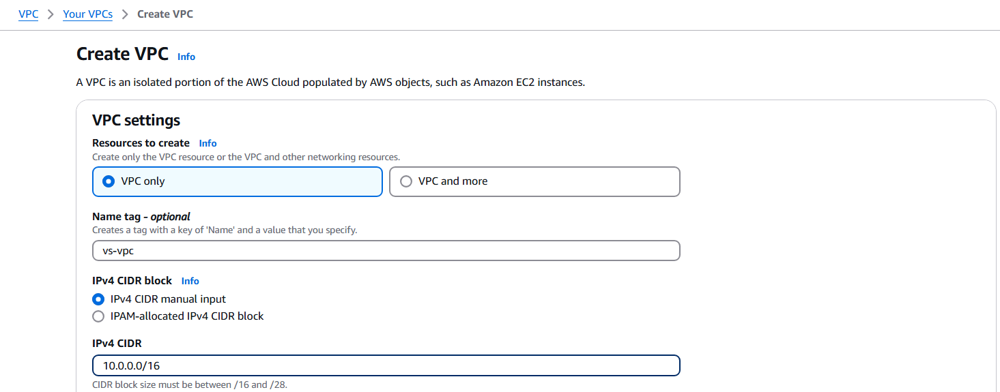 VPC > Your VPCs > Create VPC
Create VPC Info
A VPC is an isolated portion of the AWS Cloud populated by AWS objects, such as Amazon EC2 instances.
VPC settings
Resources to create Info
Create only the VPC resource or the VPC and other networking resources.
VPC only VPC and more
Name tag - optional
Creates a tag with a key of 'Name' and a value that you specify.
vs-vpc
IPv4 CIDR block Info
IPv4 CIDR manual input
IPAM-allocated IPv4 CIDR block
IPv4 CIDR
10.0.0.0/16
CIDR block size must be between /16 and /28.